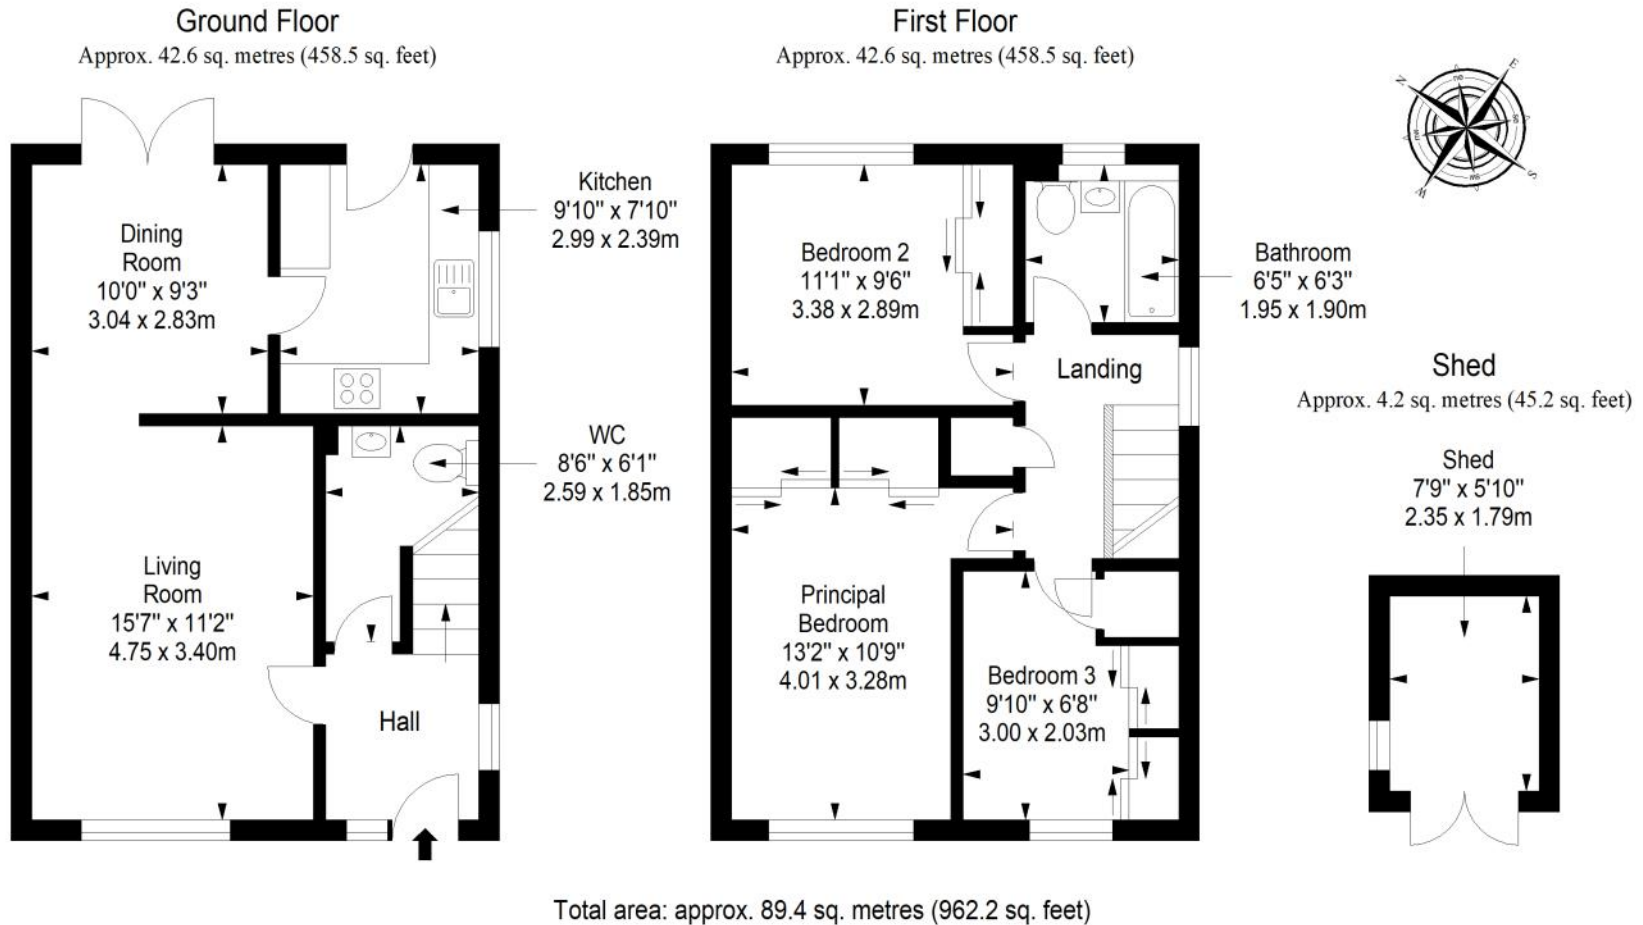 Ground Floor
Approx. 42.6 sq. metres (458.5 sq. feet)
First Floor
Approx. 42.6 sq. metres (458.5 sq. feet)
N
E
S
W
ne
se
sw
nw
Kitchen
9'10" x 7'10"
2.99 x 2.39m
Dining
Room
10'0" x 9'3"
3.04 x 2.83m
WC
8'6" x 6'1"
2.59 x 1.85m
Living
Room
15'7" x 11'2"
4.75 x 3.40m
Hall
Bedroom 2
11'1" x 9'6"
3.38 x 2.89m
Bathroom
6'5" x 6'3"
1.95 x 1.90m
Landing
Principal
Bedroom
13'2" x 10'9"
4.01 x 3.28m
Bedroom 3
9'10" x 6'8"
3.00 x 2.03m
Shed
Approx. 4.2 sq. metres (45.2 sq. feet)
Shed
7'9" x 5'10"
2.35 x 1.79m
Total area: approx. 89.4 sq. metres (962.2 sq. feet)